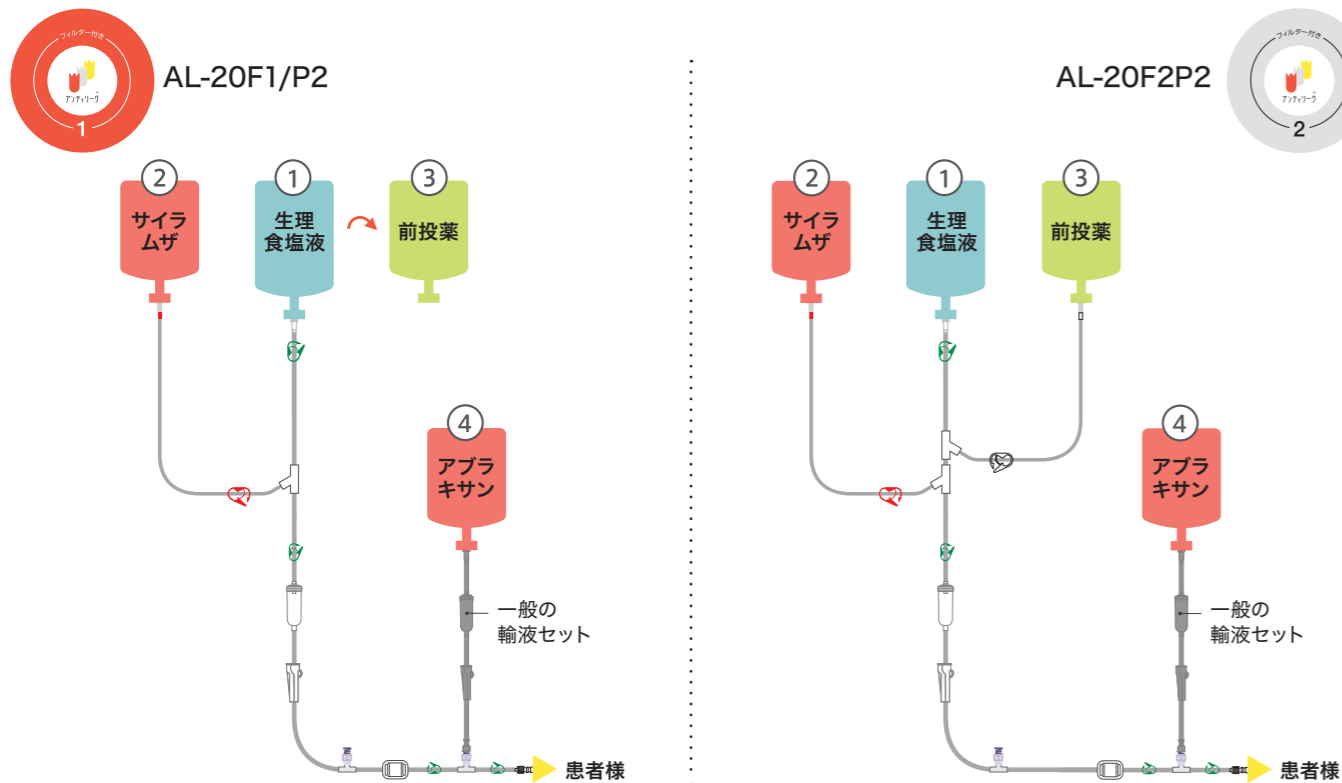 フィルター付き
アンティリーグ
1
AL-20F1/P2
②
サイラ
ムザ
①
生理
食塩液
③
前投薬
④
アブラ
キサン
一般の
輸液セット
患者様
AL-20F2P2
フィルター付き
アンティリーグ
2
②
サイラ
ムザ
①
生理
食塩液
③
前投薬
④
アブラ
キサン
一般の
輸液セット
患者様